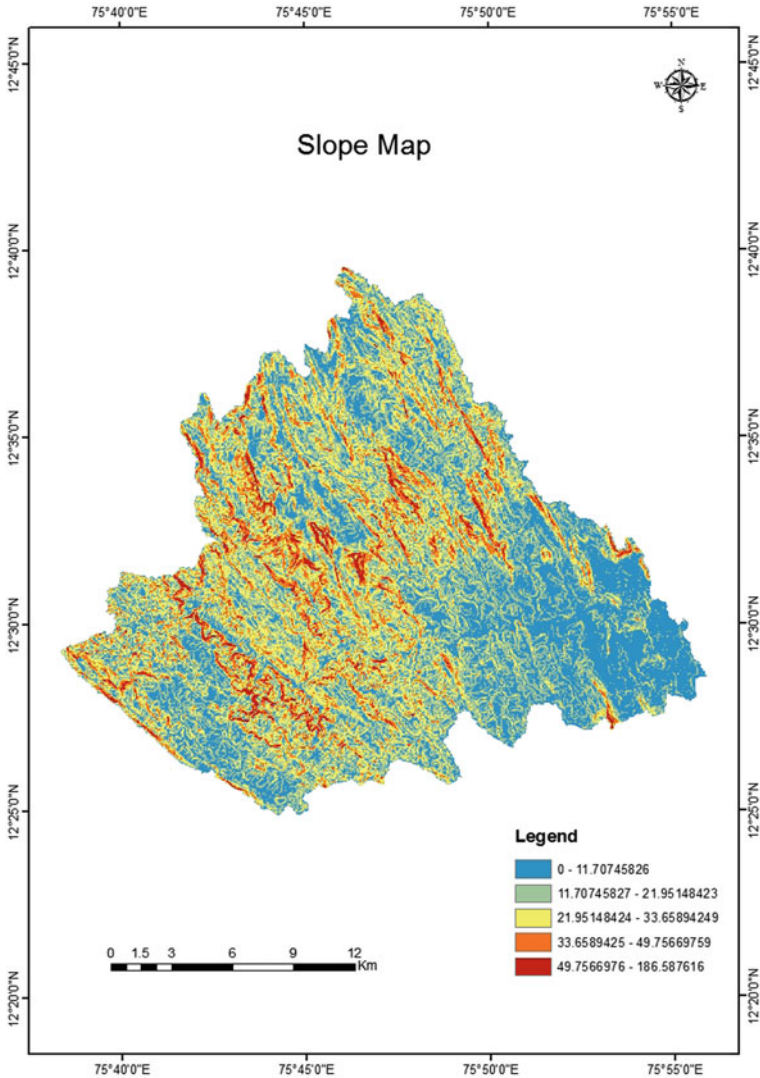 75°40'0"E 75°45'0"E 75°50'0"E 75°55'0"E
12°45'0"N 12°45'0"N
N
W E
S
Slope Map
12°40'0"N 12°40'0"N
12°35'0"N 12°35'0"N
12°30'0"N 12°30'0"N
12°25'0"N 12°25'0"N
Legend
0 - 11.70745826
11.70745827 - 21.95148423
21.95148424 - 33.65894249
33.6589425 - 49.75669759
49.7566976 - 186.587616
0 1.5 3 6 9 12
Km
12°20'0"N 12°20'0"N
75°40'0"E 75°45'0"E 75°50'0"E 75°55'0"E